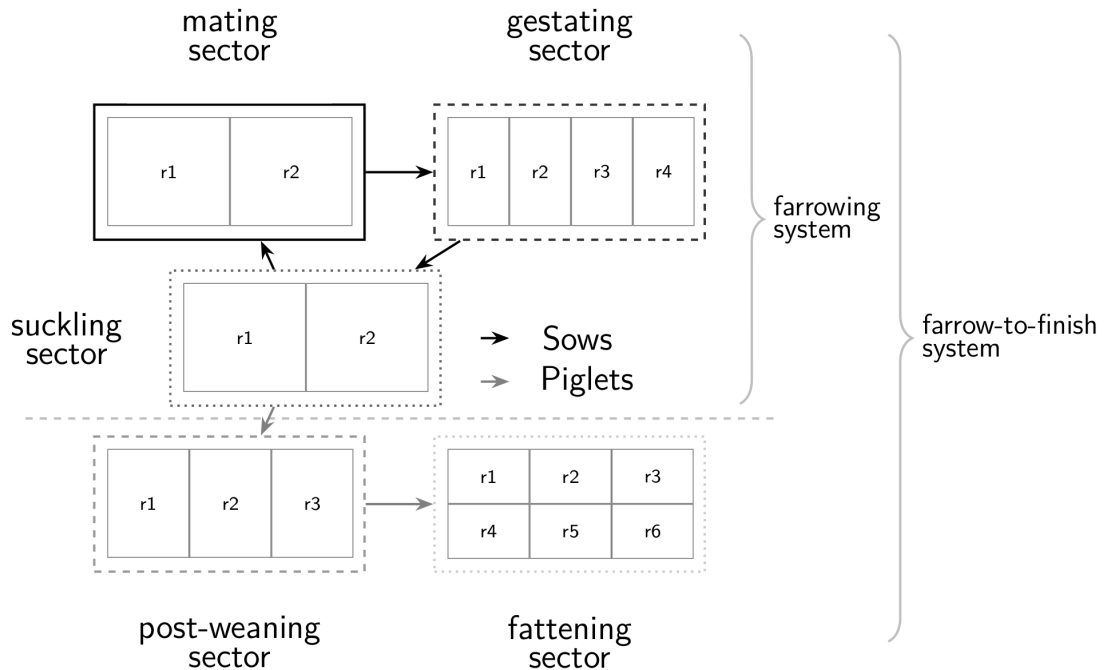 mating
sector
gestating
sector
r1
r2
r1
r2
r3
r4
farrowing
system
suckling
sector
r1
r2
Sows
Piglets
farrow-to-finish
system
r1
r2
r3
r1
r2
r3
r4
r5
r6
post-weaning
sector
fattening
sector